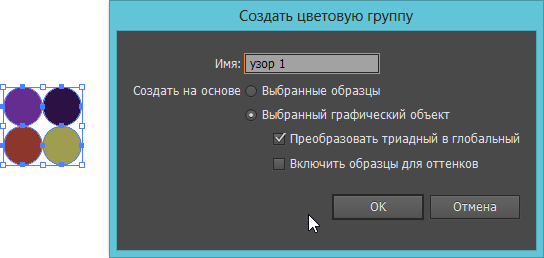 Создать цветовую группу
Имя: узор 1
Создать на основе Выбранные образцы
Выбранный графический объект
Преобразовать триадный в глобальный
Включить образцы для оттенков
OK Отмена